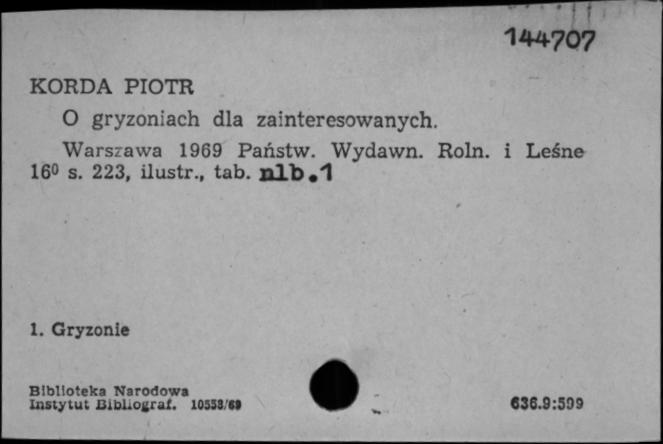 144707
KORDA PIOTR
O gryzoniach dla zainteresowanych.
Warszawa 1969 Państw. Wydawn. Roln. i Leśne
16⁰ s. 223, ilustr., tab. nlb.1
1. Gryzonie
Biblioteka Narodowa
Instytut Bibliograf. 10553/69
636.9:599